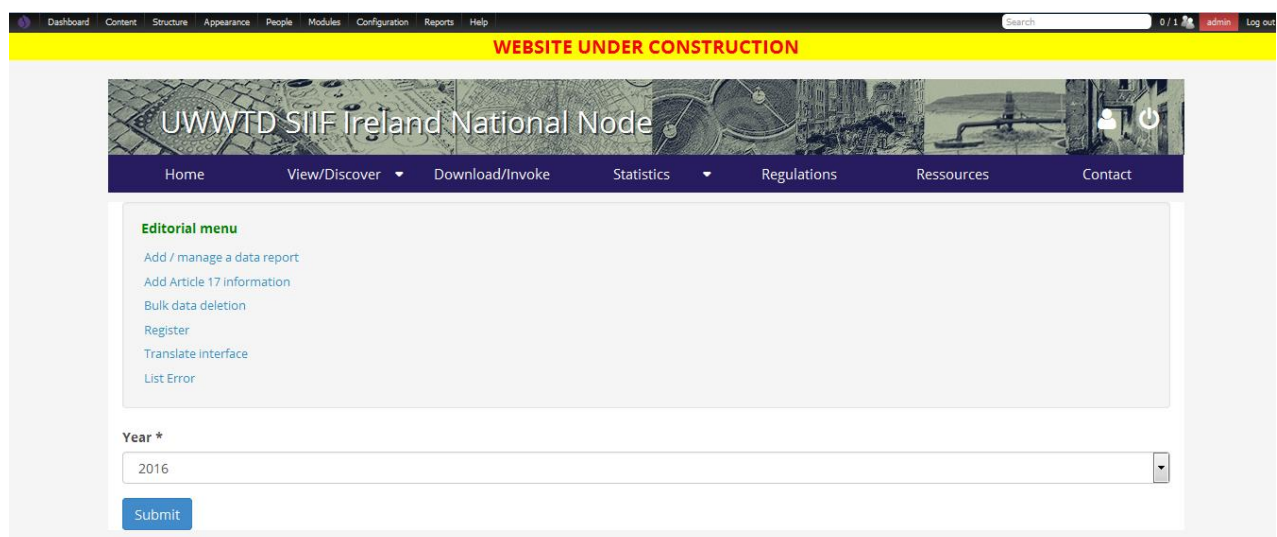 Dashboard Content Structure Appearance People Modules Configuration Reports Help Search 0 / 1 admin Log out
WEBSITE UNDER CONSTRUCTION
UWWTD SIIF Ireland National Node
Home View/Discover Download/Invoke Statistics Regulations Ressources Contact
Editorial menu
Add / manage a data report
Add Article 17 information
Bulk data deletion
Register
Translate interface
List Error
Year *
2016
Submit